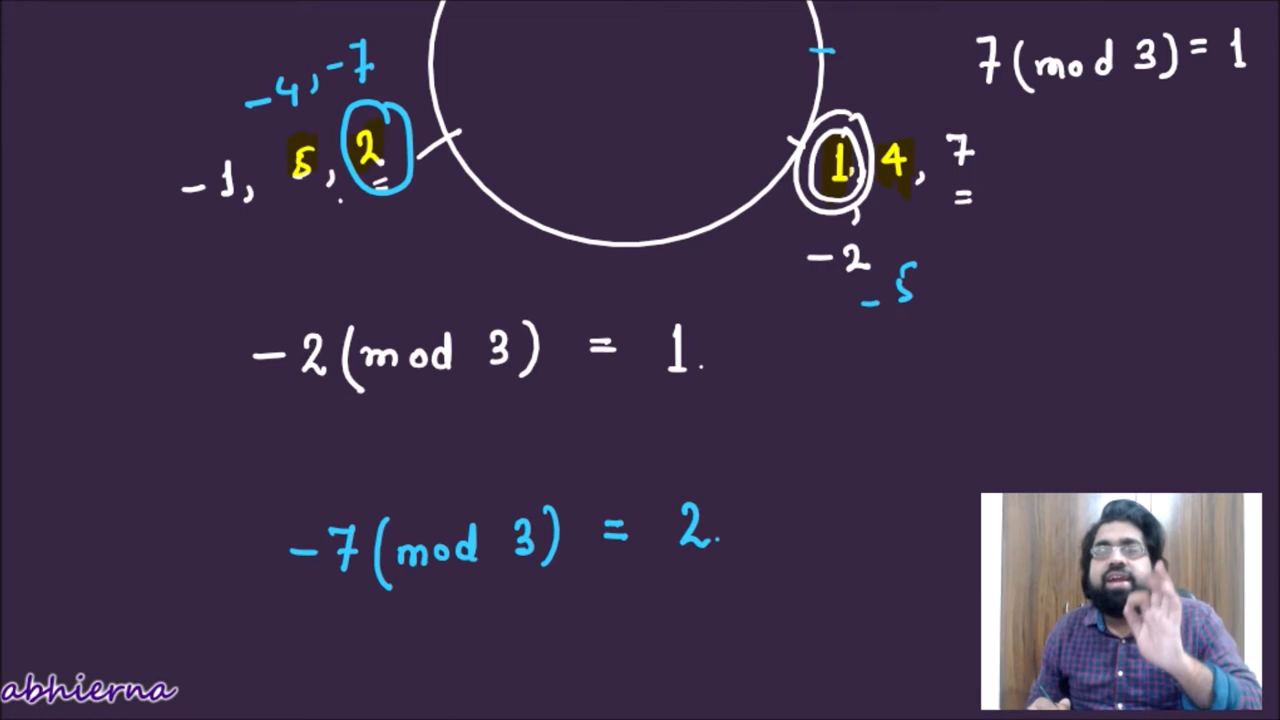 7 (mod 3) = 1
-4, -7
-1, 5, 2
1, 4, 7
-2
-5
-2 (mod 3) = 1.
-7 (mod 3) = 2.
abhierna